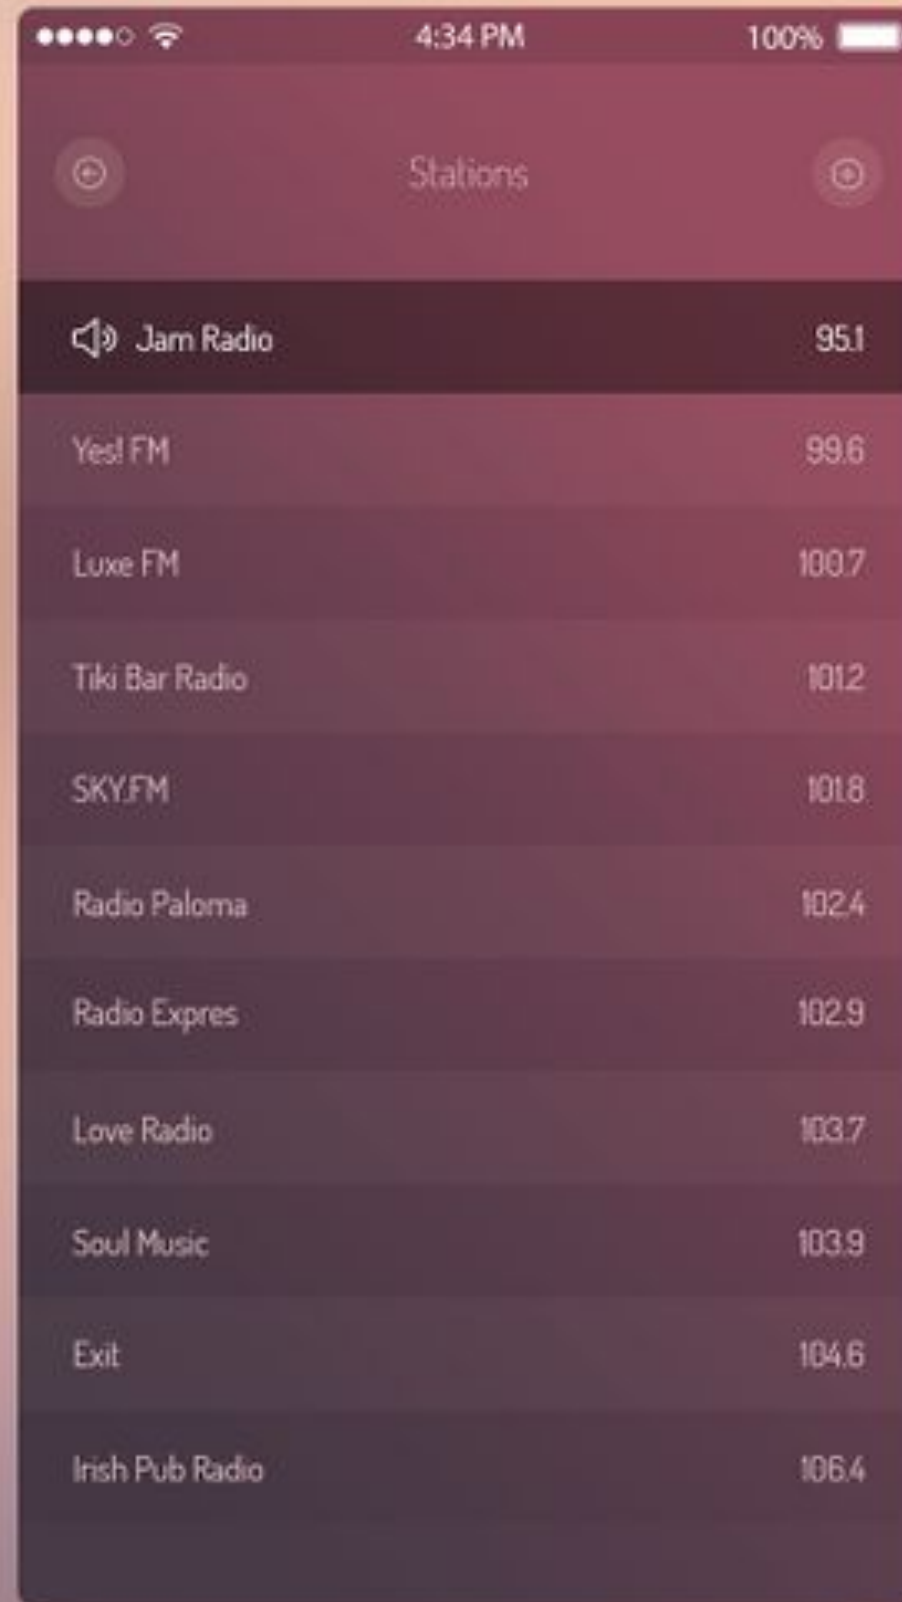 4:34 PM 100%
Stations
Jam Radio 95.1
Yes! FM 99.6
Luxe FM 100.7
Tiki Bar Radio 101.2
SKY.FM 101.8
Radio Paloma 102.4
Radio Expres 102.9
Love Radio 103.7
Soul Music 103.9
Exit 104.6
Irish Pub Radio 106.4